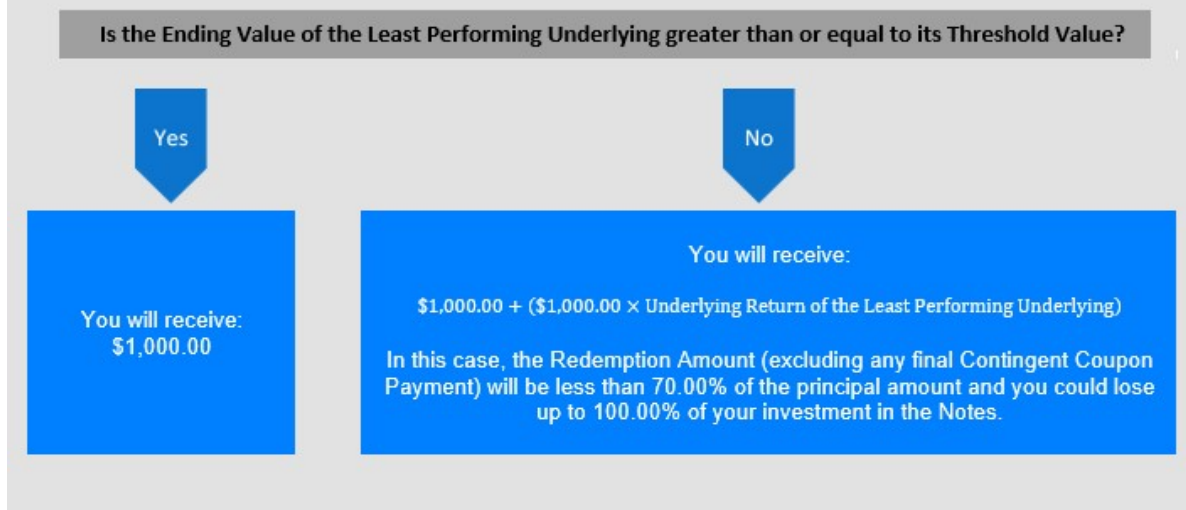 Is the Ending Value of the Least Performing Underlying greater than or equal to its Threshold Value?
Yes
No
You will receive:
$1,000.00
You will receive:
$1,000.00 + ($1,000.00 × Underlying Return of the Least Performing Underlying)
In this case, the Redemption Amount (excluding any final Contingent Coupon
Payment) will be less than 70.00% of the principal amount and you could lose
up to 100.00% of your investment in the Notes.